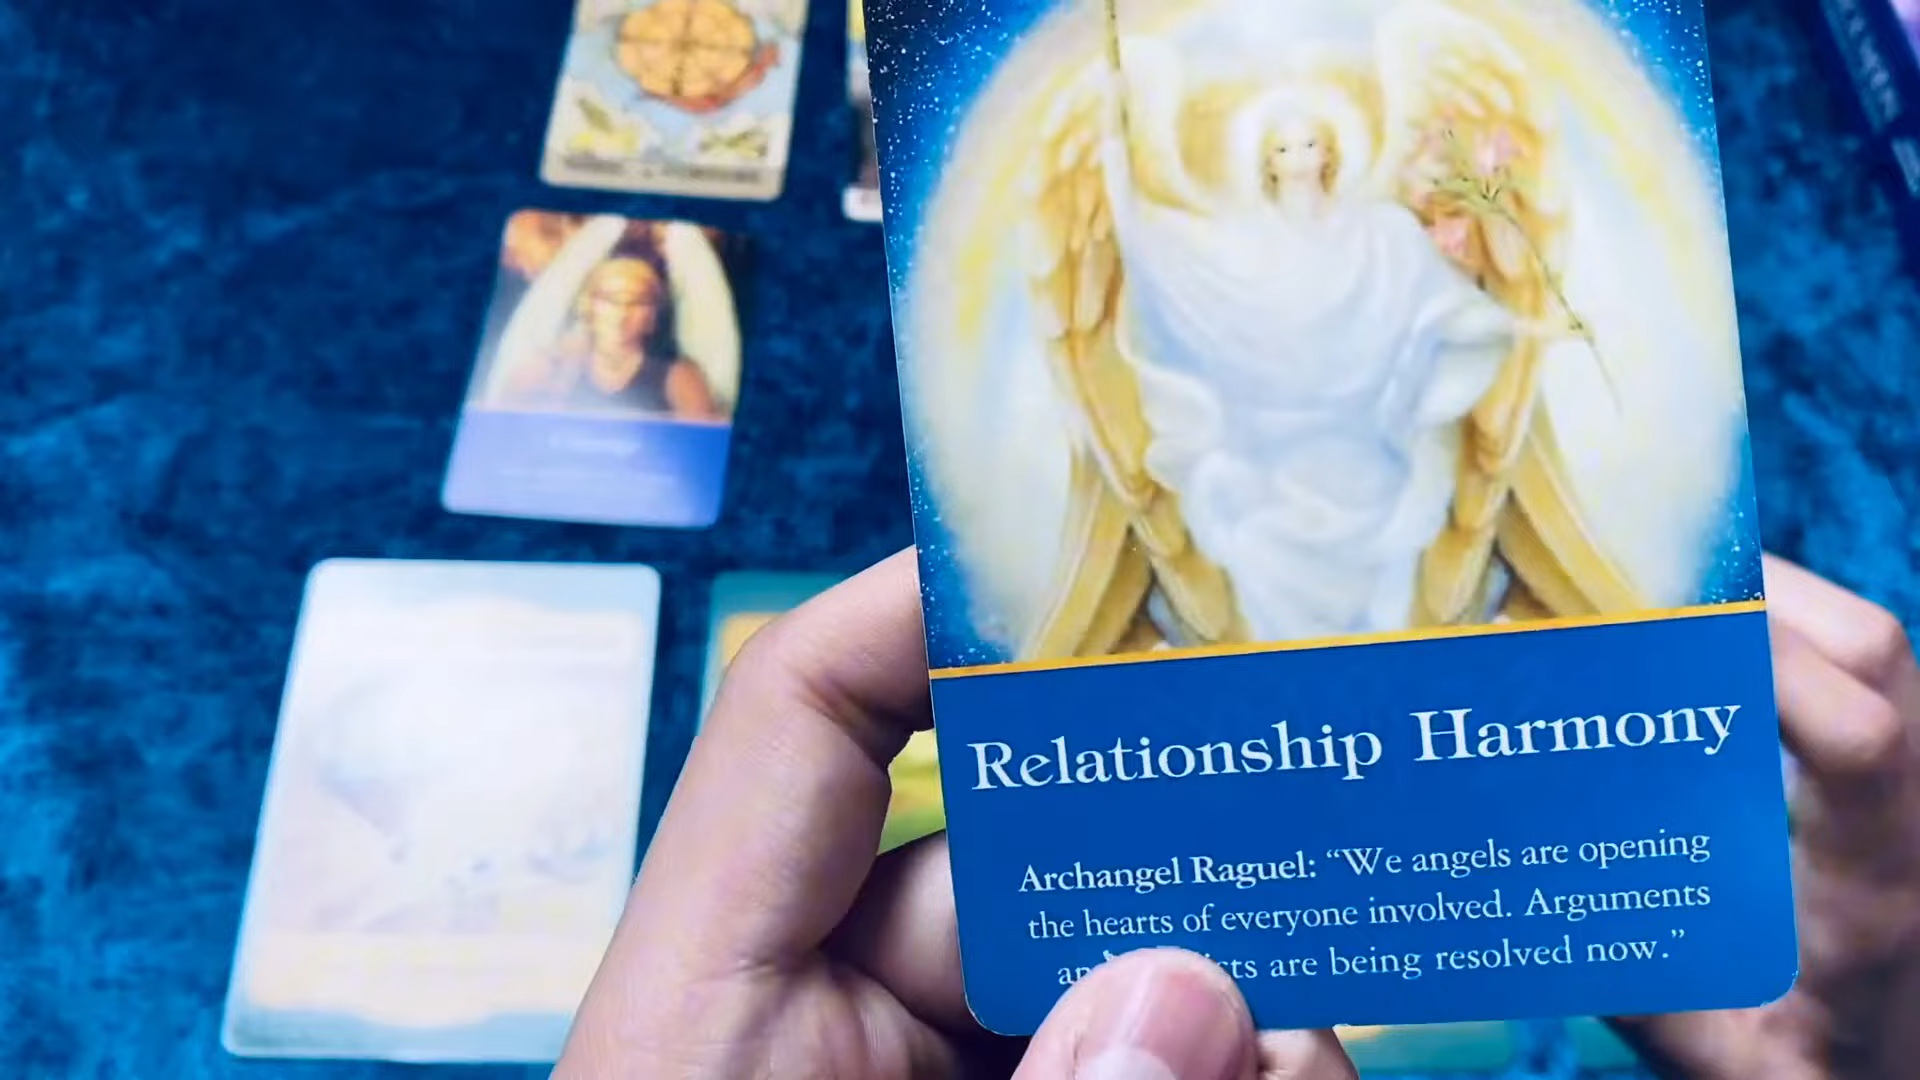 Relationship Harmony
Archangel Raguel: “We angels are opening
the hearts of everyone involved. Arguments
are being resolved now.”